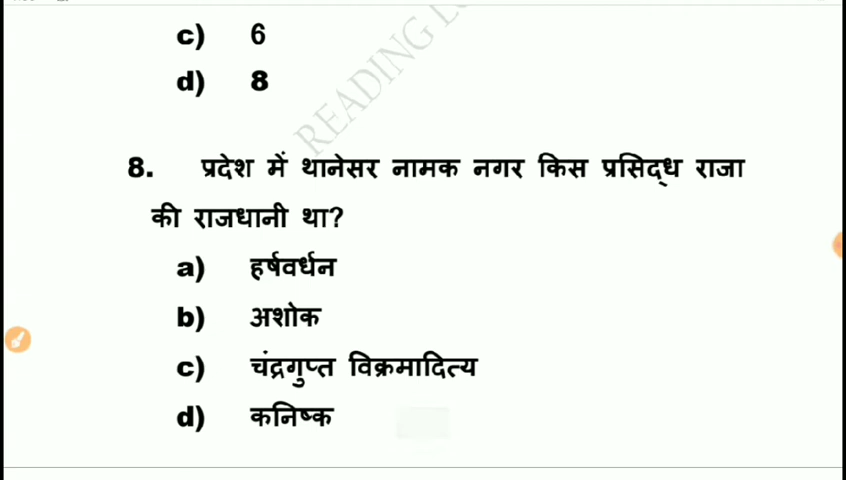 c) 6
d) 8
READING
8. प्रदेश में थानेसर नामक नगर किस प्रसिद्ध राजा
की राजधानी था?
a) हर्षवर्धन
b) अशोक
c) चंद्रगुप्त विक्रमादित्य
d) कनिष्क